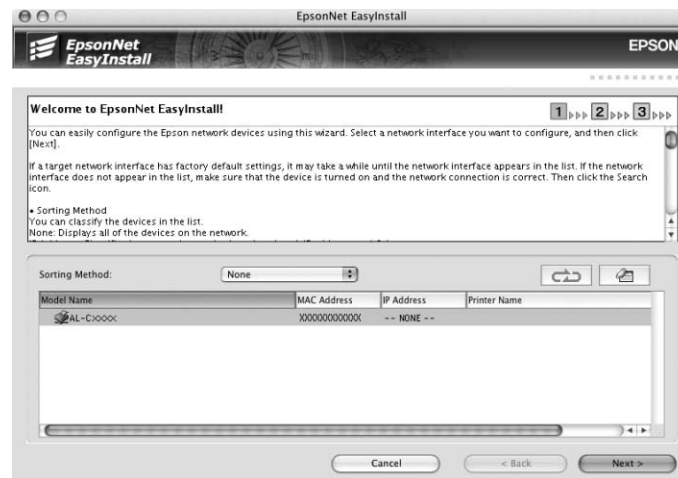 EpsonNet EasyInstall
EpsonNet
EasyInstall
EPSON
Welcome to EpsonNet EasyInstall!
1 2 3
You can easily configure the Epson network devices using this wizard. Select a network interface you want to configure, and then click
[Next].
If a target network interface has factory default settings, it may take a while until the network interface appears in the list. If the network
interface does not appear in the list, make sure that the device is turned on and the network connection is correct. Then click the Search
icon.
• Sorting Method
You can classify the devices in the list.
None: Displays all of the devices on the network.
Sorting Method: None
Model Name MAC Address IP Address Printer Name
AL-CXXXX XXXXXXXXXXXX -- NONE --
Cancel < Back Next >